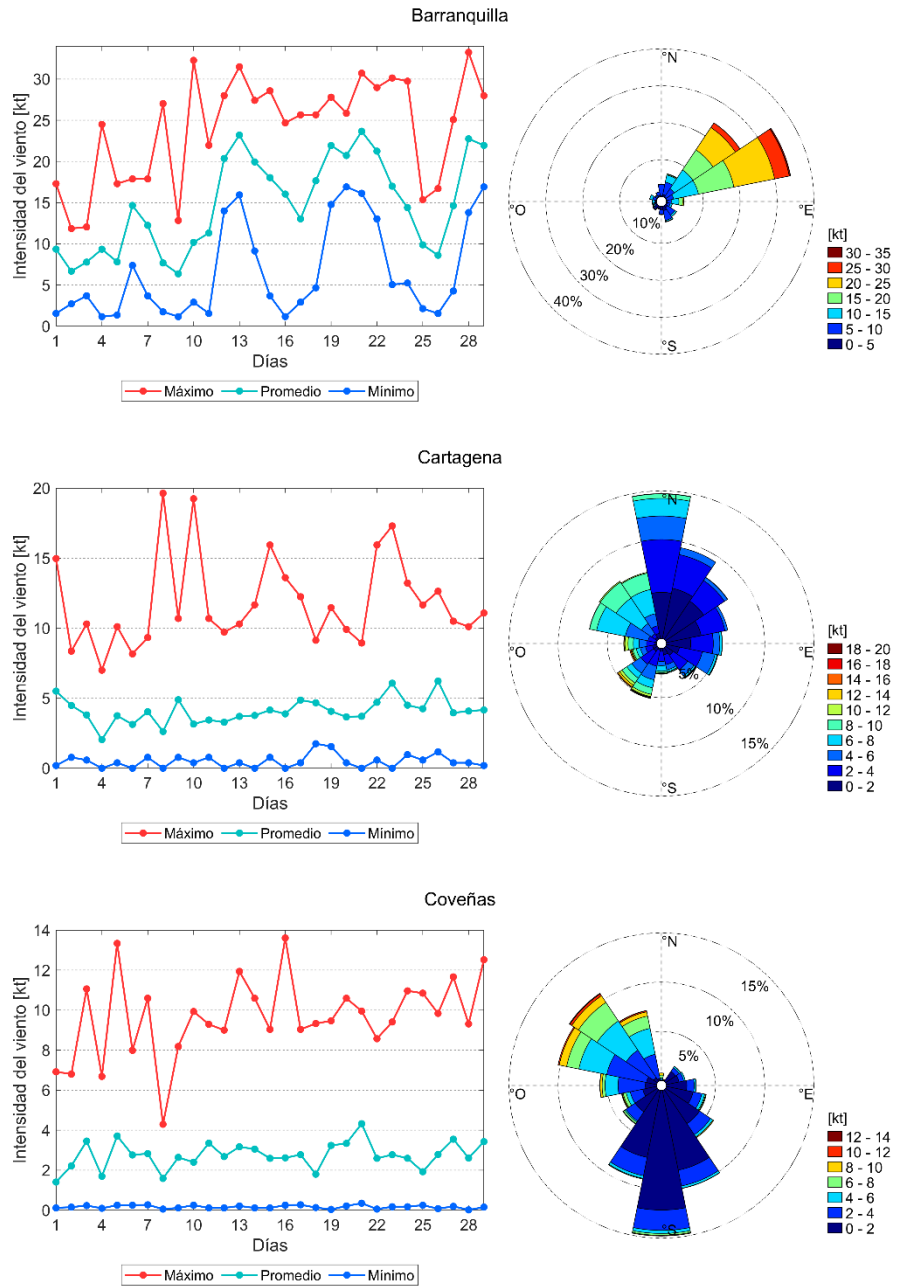 Barranquilla
Intensidad del viento [kt]
30
25
20
15
10
5
0
1 4 7 10 13 16 19 22 25 28
Días
Máximo Promedio Mínimo
°N
°O
°E
°S
10%
20%
30%
40%
[kt]
30 - 35
25 - 30
20 - 25
15 - 20
10 - 15
5 - 10
0 - 5
Cartagena
Intensidad del viento [kt]
20
15
10
5
0
1 4 7 10 13 16 19 22 25 28
Días
Máximo Promedio Mínimo
°N
°O
°E
°S
5%
10%
15%
[kt]
18 - 20
16 - 18
14 - 16
12 - 14
10 - 12
8 - 10
6 - 8
4 - 6
2 - 4
0 - 2
Coveñas
Intensidad del viento [kt]
14
12
10
8
6
4
2
0
1 4 7 10 13 16 19 22 25 28
Días
Máximo Promedio Mínimo
°N
°O
°E
°S
15%
10%
5%
[kt]
12 - 14
10 - 12
8 - 10
6 - 8
4 - 6
2 - 4
0 - 2